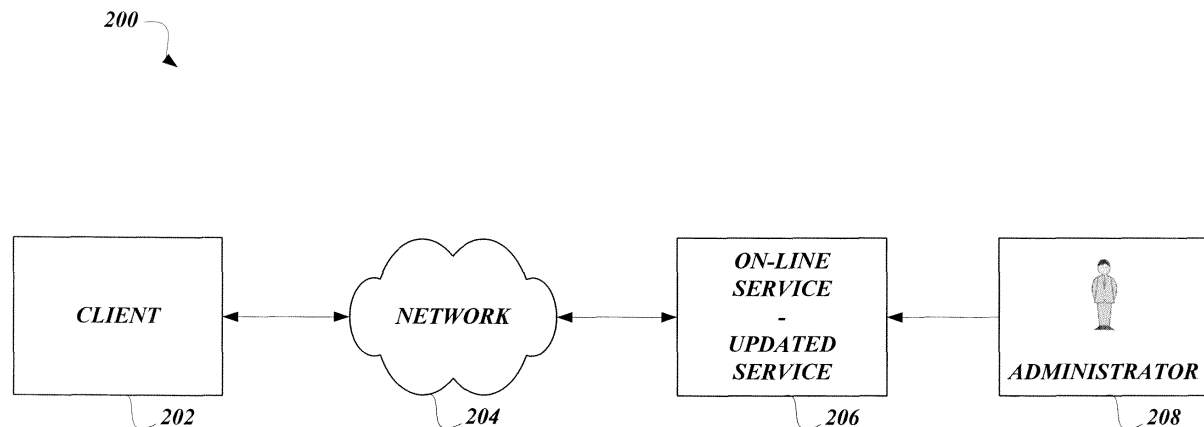 200
CLIENT
NETWORK
ON-LINE
SERVICE
-
UPDATED
SERVICE
ADMINISTRATOR
202
204
206
208